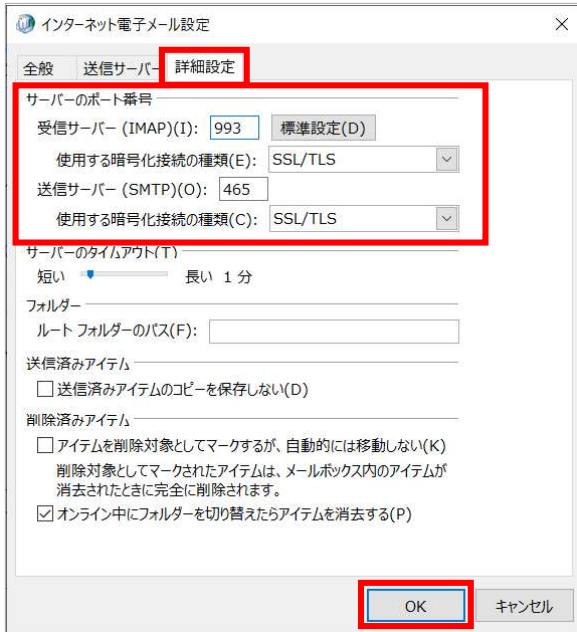 インターネット電子メール設定
全般 送信サーバー 詳細設定
サーバーのポート番号
受信サーバー (IMAP)(I): 993 標準設定(D)
使用する暗号化接続の種類(E): SSL/TLS
送信サーバー (SMTP)(O): 465
使用する暗号化接続の種類(C): SSL/TLS
サーバーのタイムアウト(T)
短い 長い 1 分
フォルダー
ルート フォルダーのパス(F):
送信済みアイテム
送信済みアイテムのコピーを保存しない(D)
削除済みアイテム
アイテムを削除対象としてマークするが、自動的には移動しない(K)
削除対象としてマークされたアイテムは、メールボックス内のアイテムが
消去されたときに完全に削除されます。
オンライン中にフォルダーを切り替えたらアイテムを消去する(P)
OK キャンセル